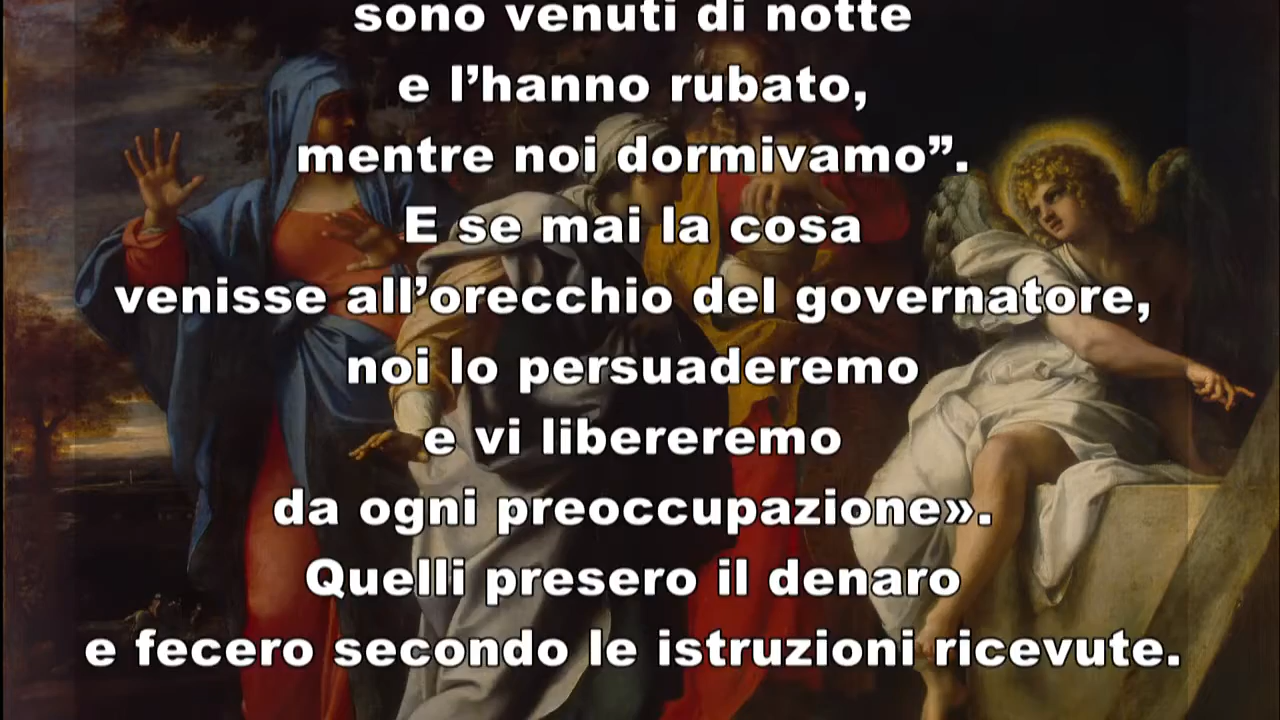 sono venuti di notte
e l’hanno rubato,
mentre noi dormivamo”.
E se mai la cosa
venisse all’orecchio del governatore,
noi lo persuaderemo
e vi libereremo
da ogni preoccupazione».
Quelli presero il denaro
e fecero secondo le istruzioni ricevute.